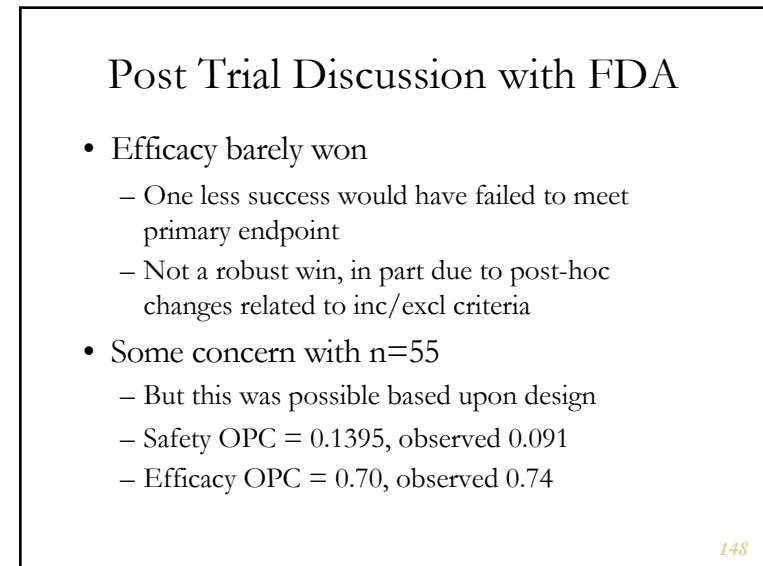 Post Trial Discussion with FDA
• Efficacy barely won
– One less success would have failed to meet
primary endpoint
– Not a robust win, in part due to post-hoc
changes related to inc/excl criteria
• Some concern with n=55
– But this was possible based upon design
– Safety OPC = 0.1395, observed 0.091
– Efficacy OPC = 0.70, observed 0.74
148